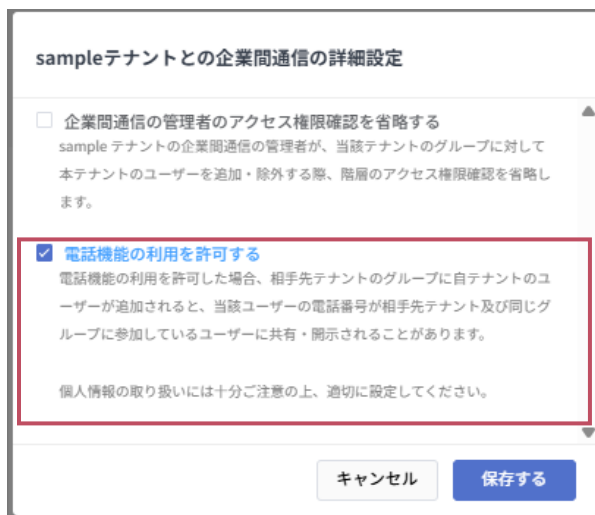 sampleテナントとの企業間通信の詳細設定
企業間通信の管理者のアクセス権限確認を省略する
sample テナントの企業間通信の管理者が、当該テナントのグループに対して
本テナントのユーザーを追加・除外する際、階層のアクセス権限確認を省略し
ます。
電話機能の利用を許可する
電話機能の利用を許可した場合、相手先テナントのグループに自テナントのユ
ーザーが追加されると、当該ユーザーの電話番号が相手先テナント及び同じグ
ループに参加しているユーザーに共有・開示されることがあります。
個人情報の取り扱いには十分ご注意の上、適切に設定してください。
キャンセル
保存する